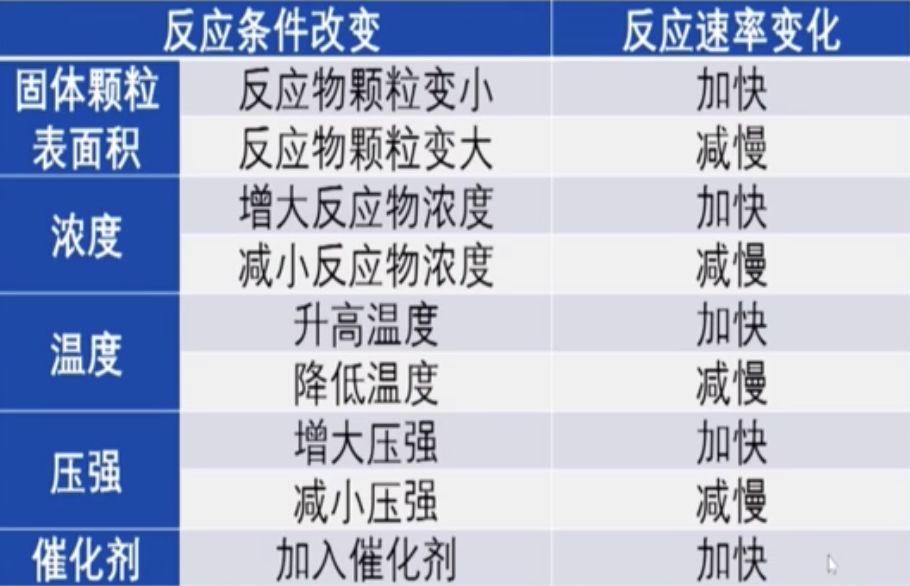 反应条件改变 反应速率变化
固体颗粒表面积 反应物颗粒变小 加快
反应物颗粒变大 减慢
浓度 增大反应物浓度 加快
减小反应物浓度 减慢
温度 升高温度 加快
降低温度 减慢
压强 增大压强 加快
减小压强 减慢
催化剂 加入催化剂 加快